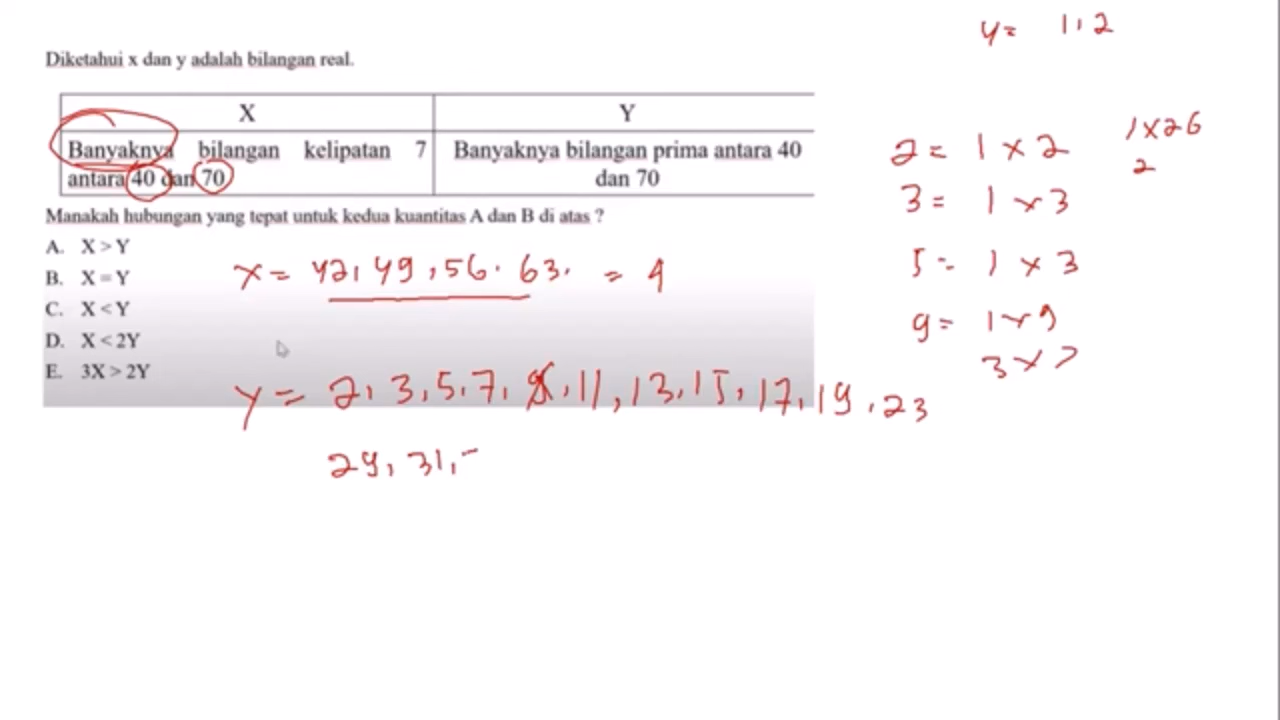 y = 1, 2
Diketahui x dan y adalah bilangan real.
X Y
Banyaknya bilangan kelipatan 7 antara 40 dan 70
Banyaknya bilangan prima antara 40 dan 70
Manakah hubungan yang tepat untuk kedua kuantitas A dan B di atas ?
A. X > Y
B. X = Y
C. X < Y
D. X < 2Y
E. 3X > 2Y
x = 42, 49, 56. 63. = 4
y = 2, 3, 5, 7, 9, 11, 13, 15, 17, 19, 23
29, 31,
2 = 1 x 2
3 = 1 x 3
5 = 1 x 3
9 = 1 x 9
3 x
1 x 26
2